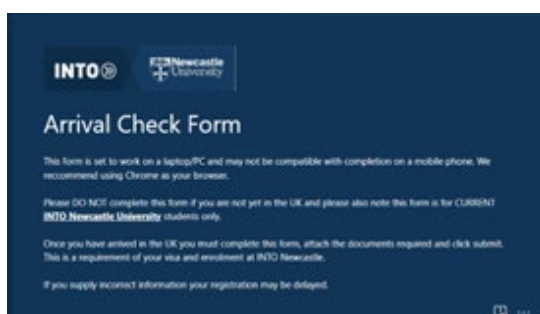 INTO
Newcastle University
Arrival Check Form
This form is set to work on a laptop/PC and may not be compatible with completion on a mobile phone. We
reccommend using Chrome as your browser.
Please DO NOT complete this form if you are not yet in the UK and please also note this form is for CURRENT
INTO Newcastle University students only.
Once you have arrived in the UK you must complete this form, attach the documents required and click submit.
This is a requirement of your visa and enrolment at INTO Newcastle.
If you supply incorrect information your registration may be delayed.